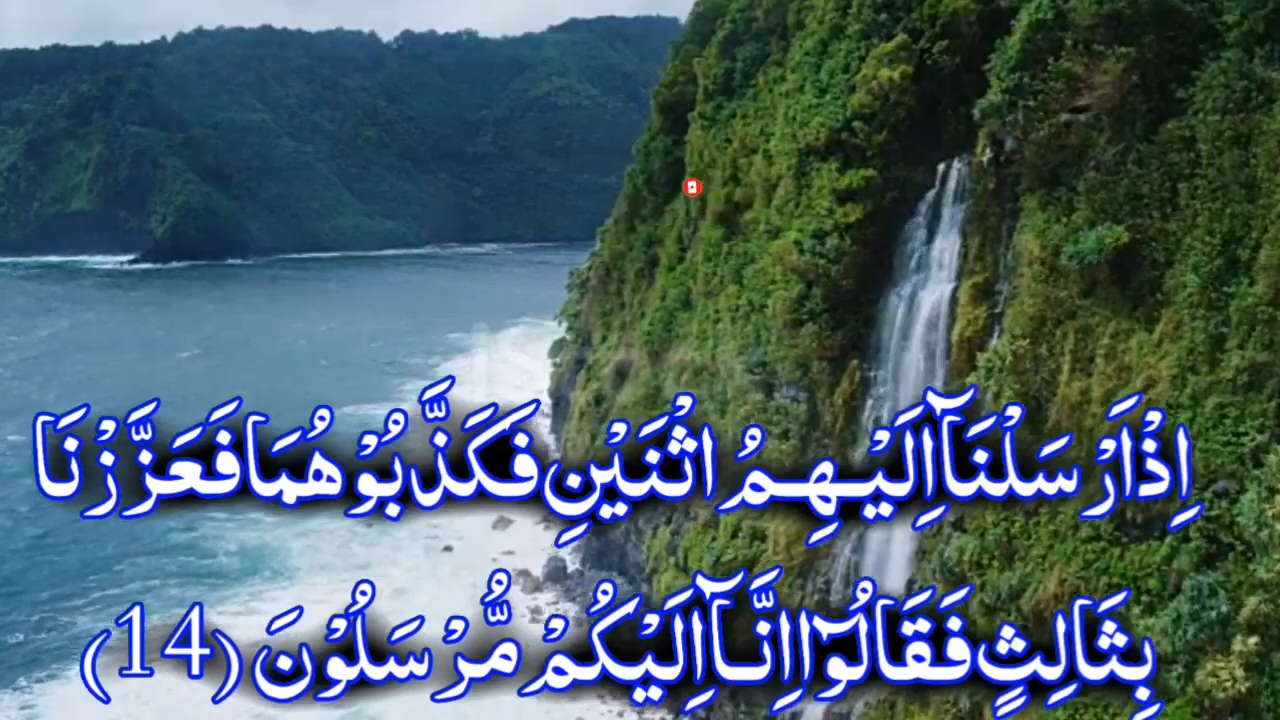 اِذْاَرْ سَلْنَاۤاِلَيْهِمُ اثْنَيْنِ فَكَذَّبُوْهُمَا فَعَزَّزْنَا
بِثَالِثٍ فَقَالُوْۤا اِنَّاۤ اِلَيْكُمْ مُّرْسَلُوْنَ (14)